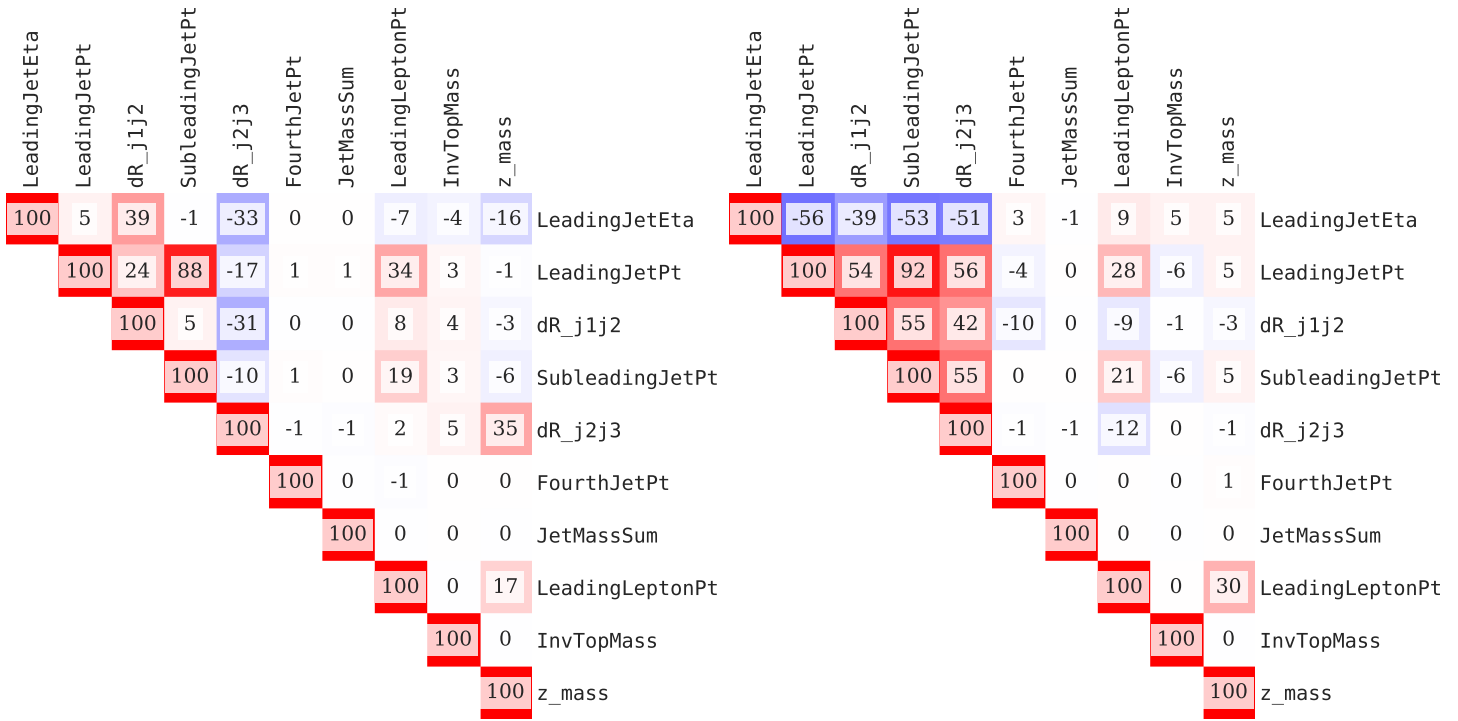 LeadingJetEta LeadingJetPt dR_j1j2 SubleadingJetPt dR_j2j3 FourthJetPt JetMassSum LeadingLeptonPt InvTopMass z_mass
100 5 39 -1 -33 0 0 -7 -4 -16 LeadingJetEta
100 24 88 -17 1 1 34 3 -1 LeadingJetPt
100 5 -31 0 0 8 4 -3 dR_j1j2
100 -10 1 0 19 3 -6 SubleadingJetPt
100 -1 -1 2 5 35 dR_j2j3
100 0 -1 0 0 FourthJetPt
100 0 0 0 JetMassSum
100 0 17 LeadingLeptonPt
100 0 InvTopMass
100 z_mass
LeadingJetEta LeadingJetPt dR_j1j2 SubleadingJetPt dR_j2j3 FourthJetPt JetMassSum LeadingLeptonPt InvTopMass z_mass
100 -56 -39 -53 -51 3 -1 9 5 5 LeadingJetEta
100 54 92 56 -4 0 28 -6 5 LeadingJetPt
100 55 42 -10 0 -9 -1 -3 dR_j1j2
100 55 0 0 21 -6 5 SubleadingJetPt
100 -1 -1 -12 0 -1 dR_j2j3
100 0 0 0 1 FourthJetPt
100 0 0 0 JetMassSum
100 0 30 LeadingLeptonPt
100 0 InvTopMass
100 z_mass